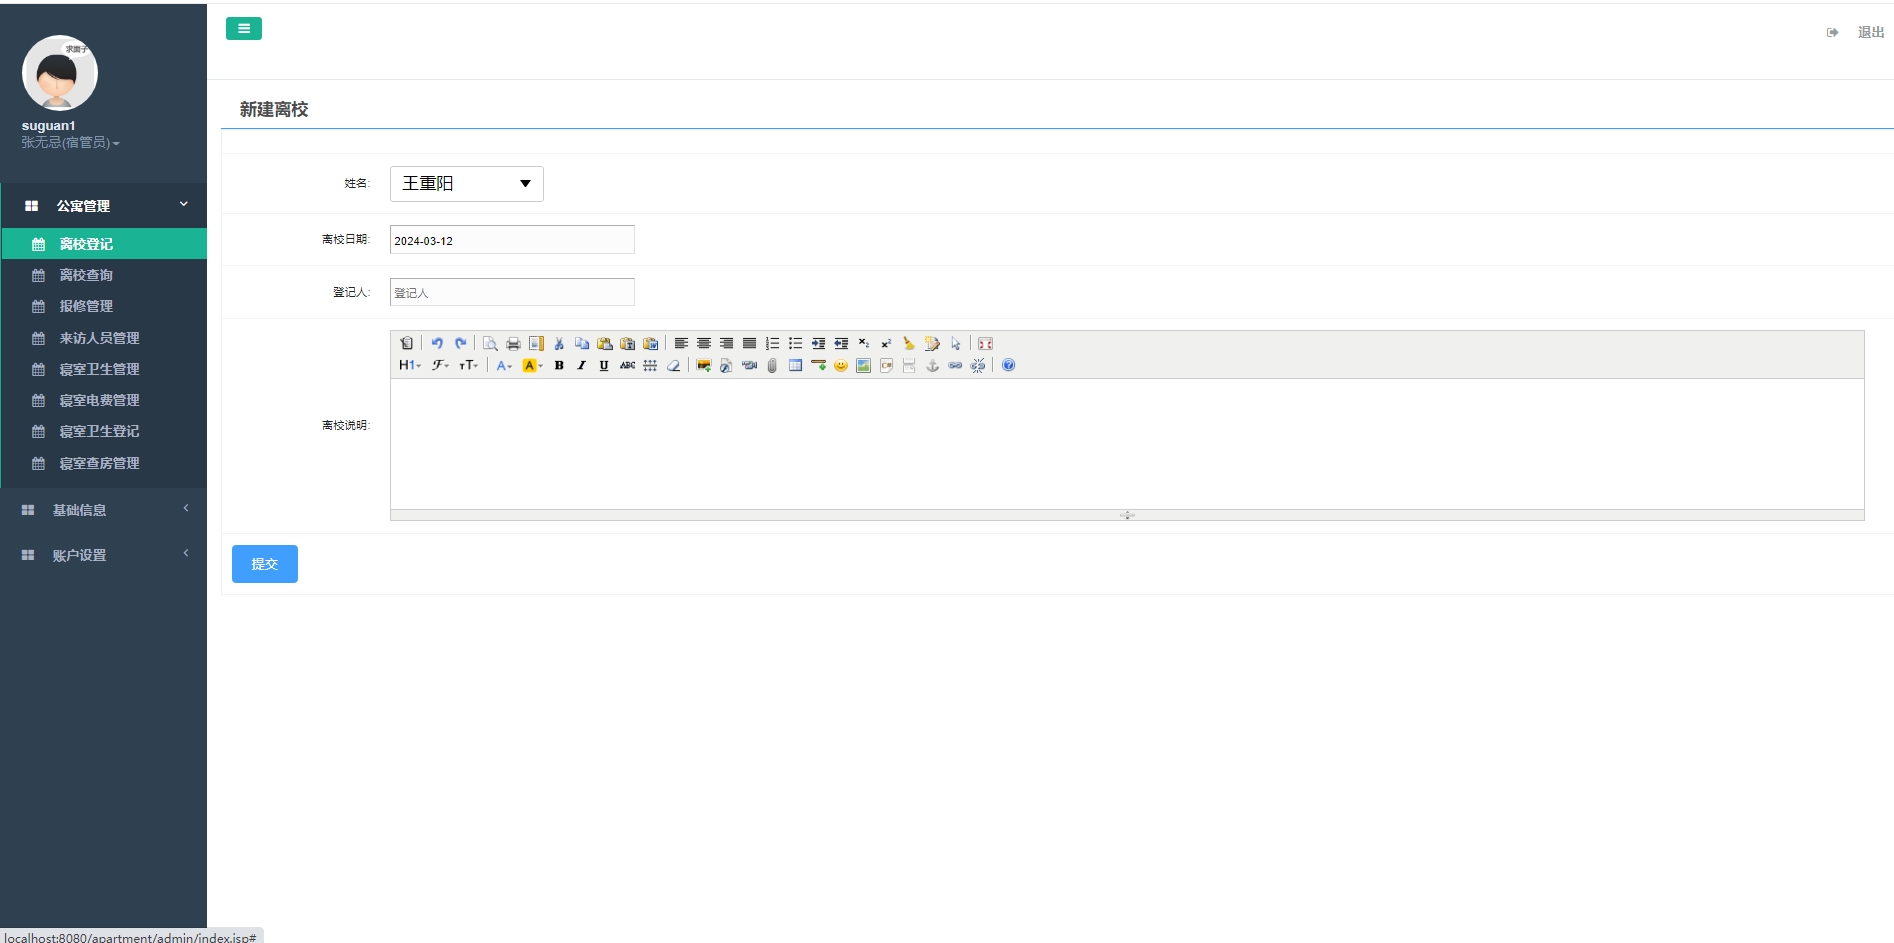 求面子
suguan1
张无忌(宿管员)
公寓管理
离校登记
离校查询
报修管理
来访人员管理
寝室卫生管理
寝室电费管理
寝室卫生登记
寝室查房管理
基础信息
账户设置
退出
新建离校
姓名:
王重阳
离校日期:
2024-03-12
登记人:
登记人
离校说明:
提交
localhost:8080/apartment/admin/index.jsp#